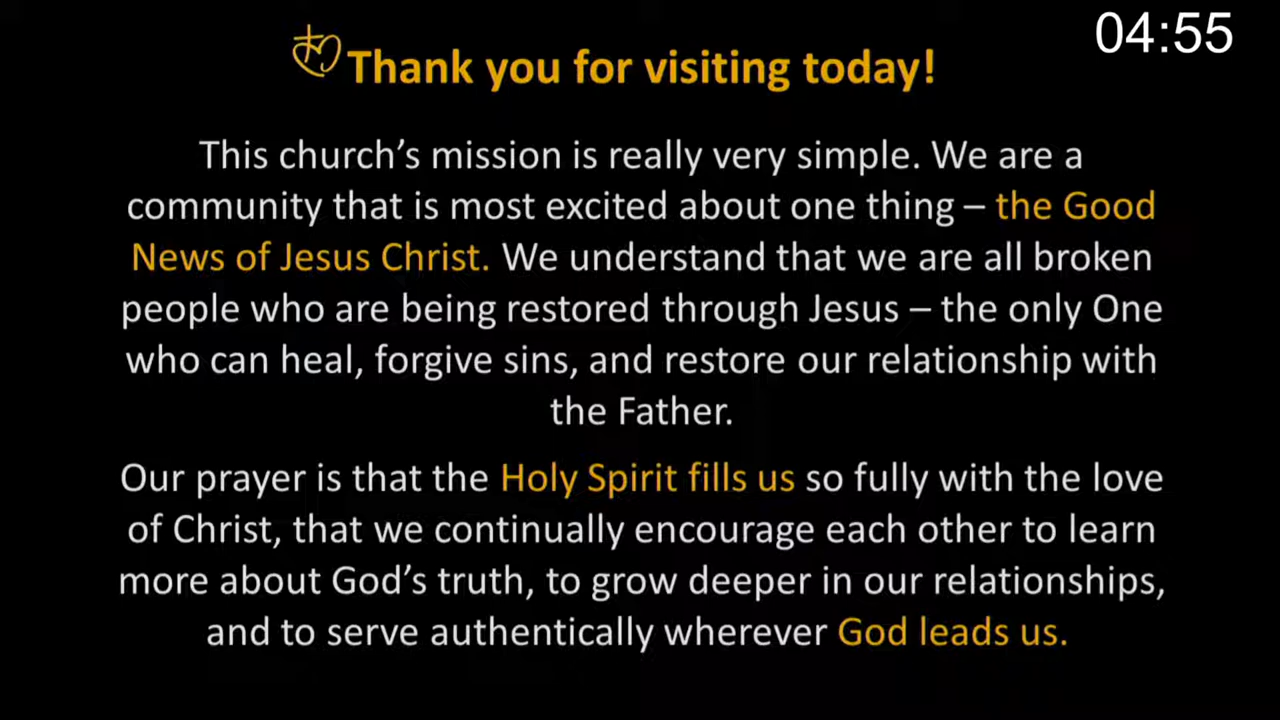 04:55
Thank you for visiting today!
This church’s mission is really very simple. We are a
community that is most excited about one thing – the Good
News of Jesus Christ. We understand that we are all broken
people who are being restored through Jesus – the only One
who can heal, forgive sins, and restore our relationship with
the Father.
Our prayer is that the Holy Spirit fills us so fully with the love
of Christ, that we continually encourage each other to learn
more about God’s truth, to grow deeper in our relationships,
and to serve authentically wherever God leads us.